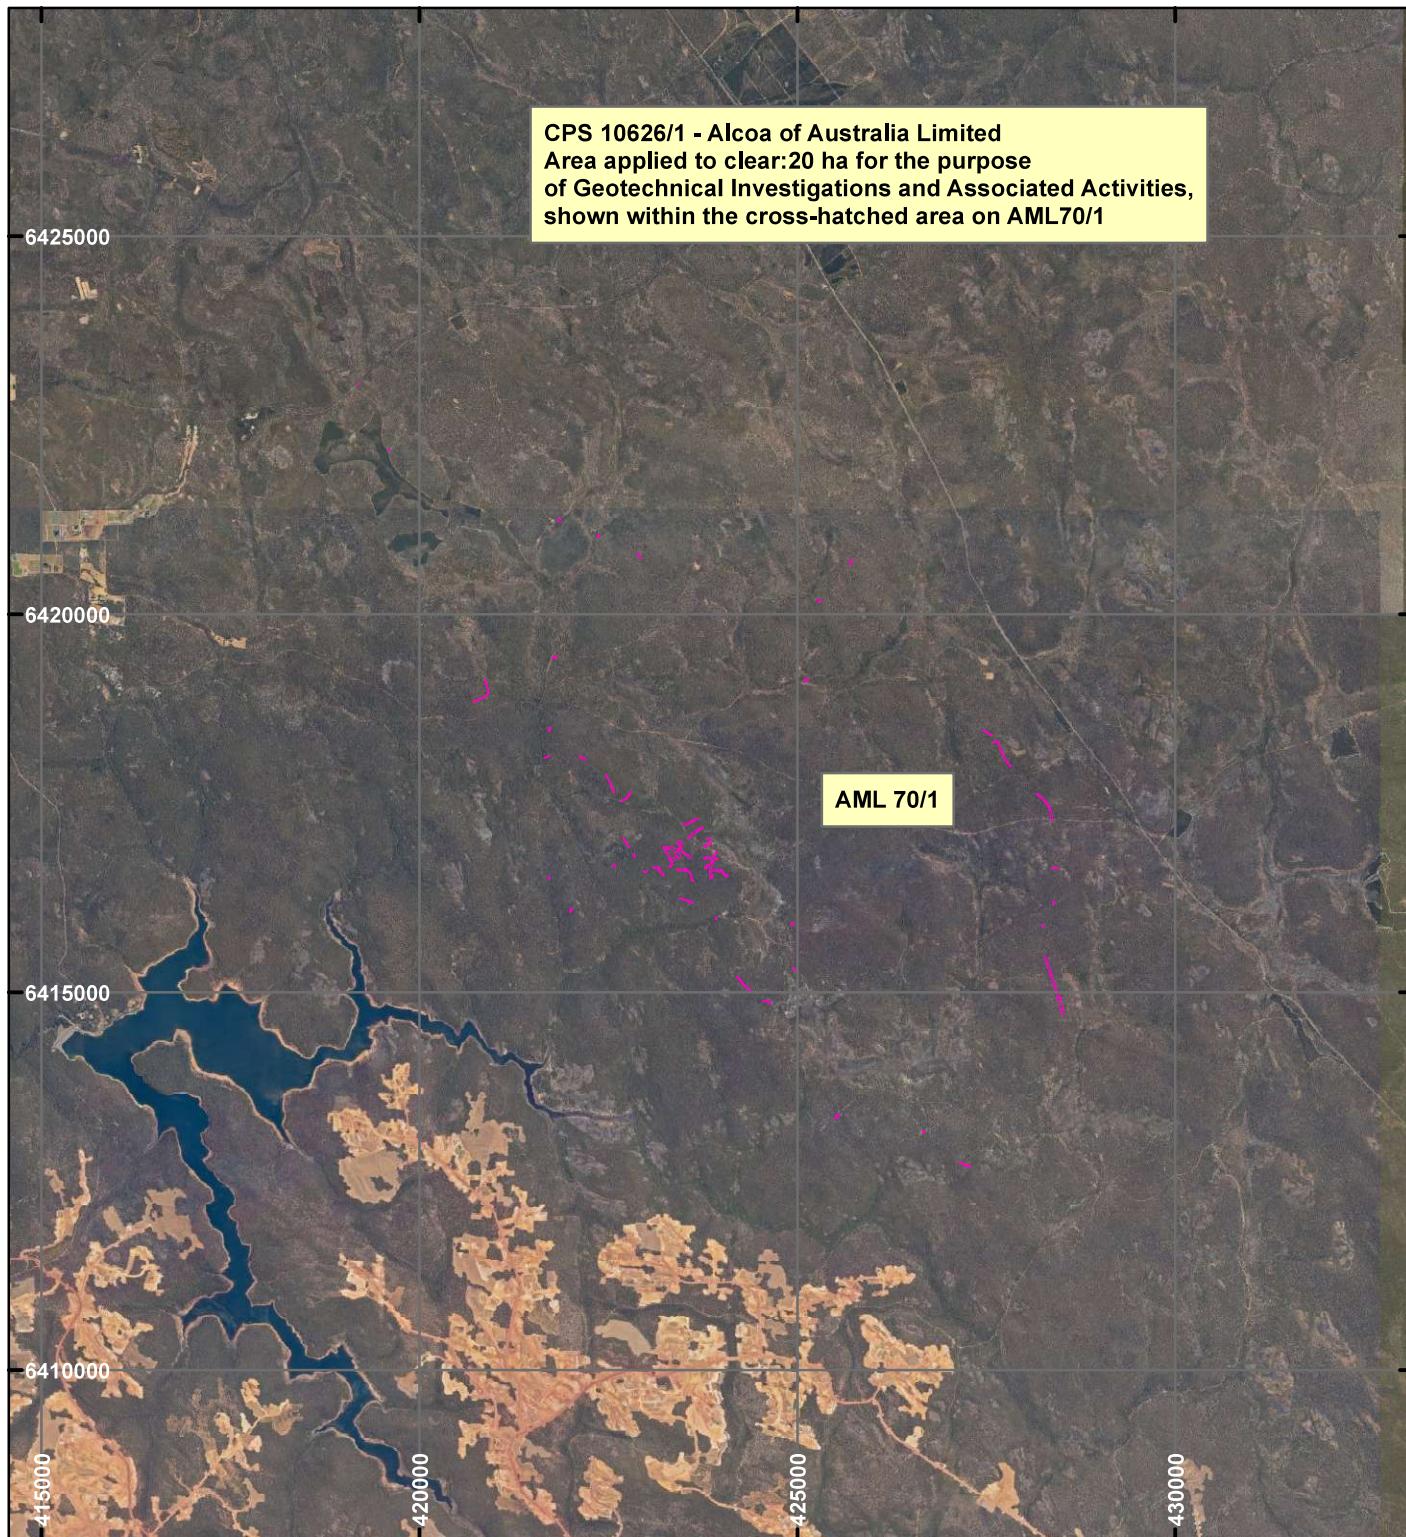 CPS 10626/1 - Alcoa of Australia Limited
Area applied to clear:20 ha for the purpose
of Geotechnical Investigations and Associated Activities,
shown within the cross-hatched area on AML70/1
6425000
6420000
AML 70/1
6415000
6410000
415000
420000
425000
430000